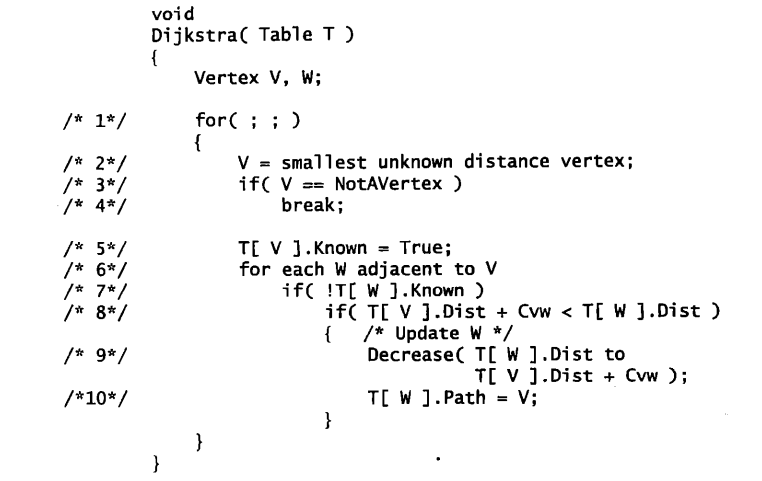 void
Dijkstra( Table T )
{
Vertex V, W;
/* 1*/ for( ; ; )
{
/* 2*/ V = smallest unknown distance vertex;
/* 3*/ if( V == NotAVertex )
/* 4*/ break;
/* 5*/ T[ V ].Known = True;
/* 6*/ for each W adjacent to V
/* 7*/ if( !T[ W ].Known )
/* 8*/ if( T[ V ].Dist + Cvw < T[ W ].Dist )
{ /* Update W */
/* 9*/ Decrease( T[ W ].Dist to
T[ V ].Dist + Cvw );
/*10*/ T[ W ].Path = V;
}
}
}